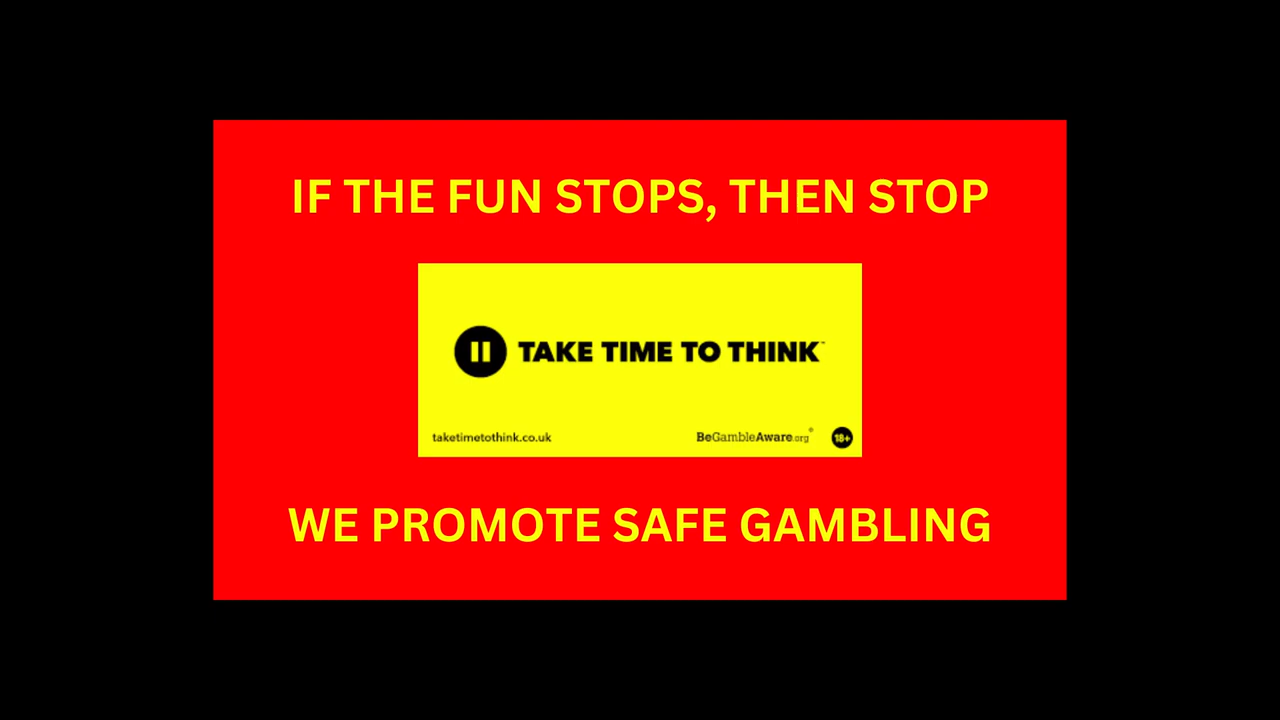 IF THE FUN STOPS, THEN STOP
TAKE TIME TO THINK™
taketimetothink.co.uk
BeGambleAware.org®
18+
WE PROMOTE SAFE GAMBLING